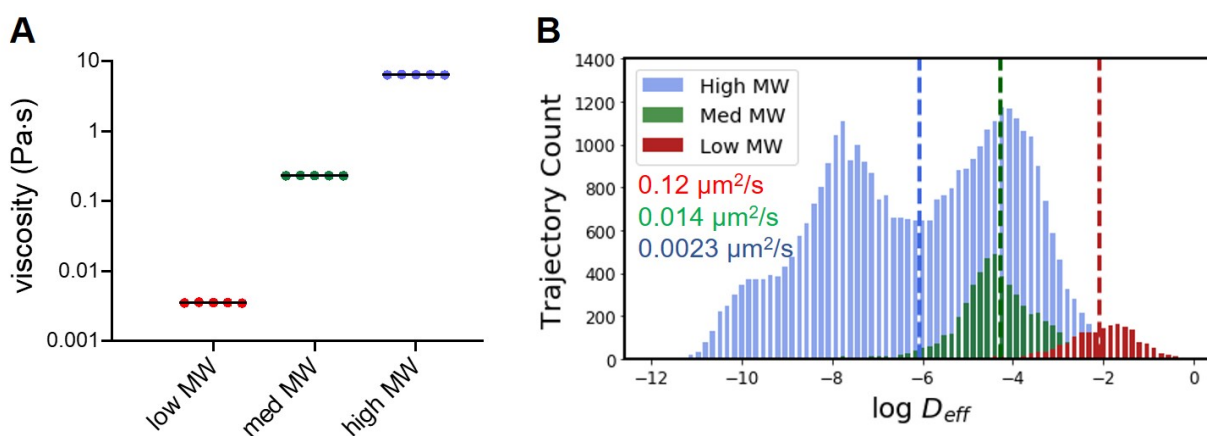 A
viscosity (Pa·s)
10
1
0.1
0.01
0.001
low MW
med MW
high MW
B
Trajectory Count
1400
1200
1000
800
600
400
200
0
High MW
Med MW
Low MW
0.12 µm²/s
0.014 µm²/s
0.0023 µm²/s
−12 −10 −8 −6 −4 −2 0
log D_eff